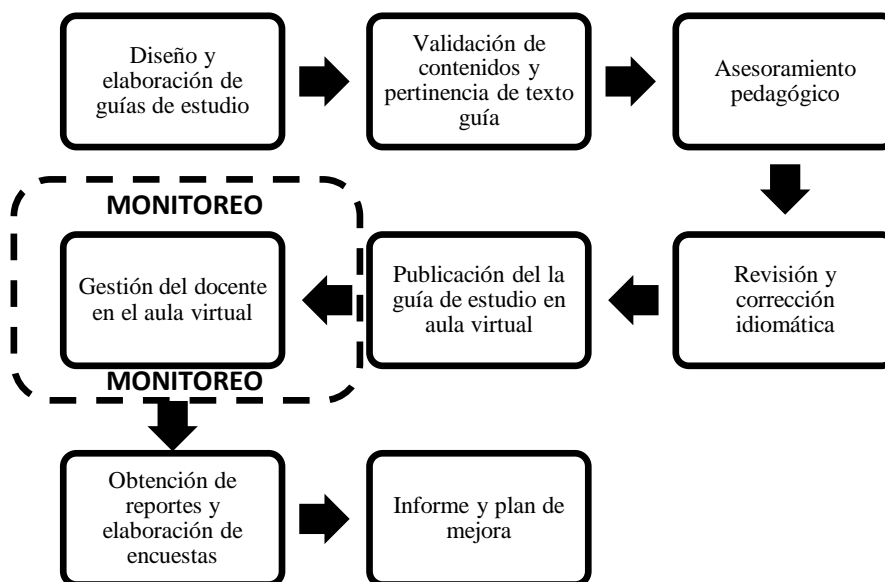 Diseño y
elaboración de
guías de estudio
Validación de
contenidos y
pertinencia de texto
guía
Asesoramiento
pedagógico
Revisión y
corrección
idiomática
Publicación del la
guía de estudio en
aula virtual
MONITOREO
Gestión del docente
en el aula virtual
MONITOREO
Obtención de
reportes y
elaboración de
encuestas
Informe y plan de
mejora